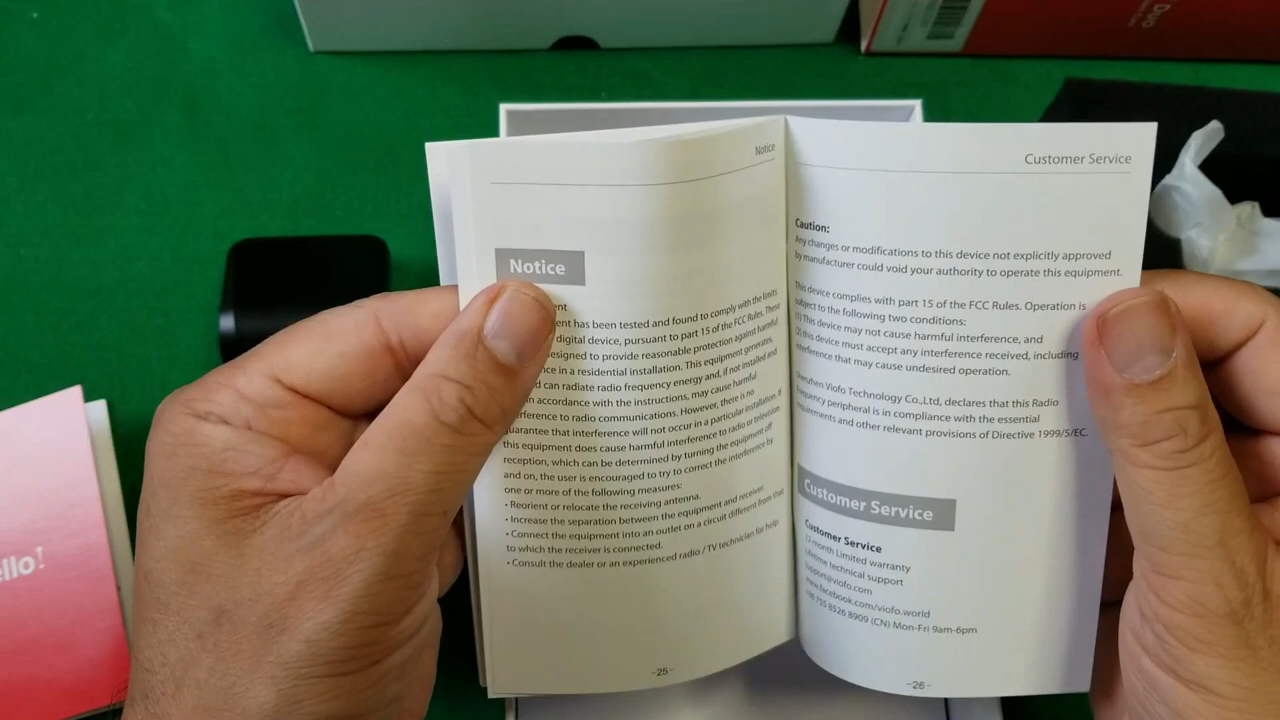 Duo
ello!
Notice
Notice
ent
ent has been tested and found to comply with the limits
digital device, pursuant to part 15 of the FCC Rules. These
esigned to provide reasonable protection against harmful
nce in a residential installation. This equipment generates,
d can radiate radio frequency energy and, if not installed and
in accordance with the instructions, may cause harmful
rference to radio communications. However, there is no
guarantee that interference will not occur in a particular installation. If
this equipment does cause harmful interference to radio or television
reception, which can be determined by turning the equipment off
and on, the user is encouraged to try to correct the interference by
one or more of the following measures:
• Reorient or relocate the receiving antenna.
• Increase the separation between the equipment and receiver.
• Connect the equipment into an outlet on a circuit different from that
to which the receiver is connected.
• Consult the dealer or an experienced radio / TV technician for help
-25-
Customer Service
Caution:
Any changes or modifications to this device not explicitly approved
by manufacturer could void your authority to operate this equipment.
This device complies with part 15 of the FCC Rules. Operation is
subject to the following two conditions:
(1) This device may not cause harmful interference, and
(2) this device must accept any interference received, including
interference that may cause undesired operation.
Shenzhen Viofo Technology Co.,Ltd, declares that this Radio
frequency peripheral is in compliance with the essential
requirements and other relevant provisions of Directive 1999/5/EC.
Customer Service
Customer Service
12-month Limited warranty
Lifetime technical support
support@viofo.com
www.facebook.com/viofo.world
+86 755 8526 8909 (CN) Mon-Fri 9am-6pm
-26-